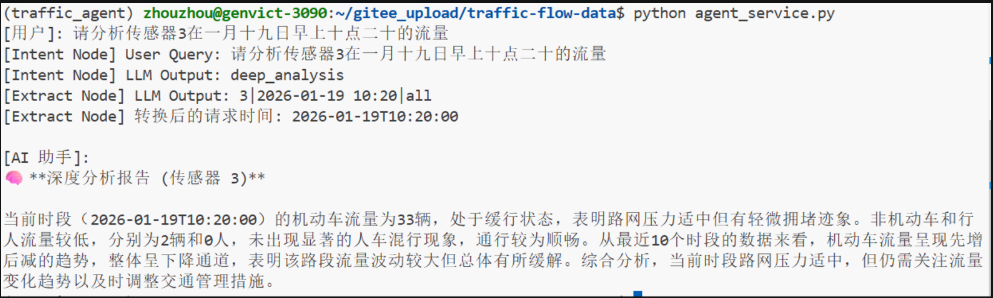 (traffic_agent) zhouzhou@genvict-3090:~/gitee_upload/traffic-flow-data$ python agent_service.py
[用户]: 请分析传感器3在一月十九日早上十点二十的流量
[Intent Node] User Query: 请分析传感器3在一月十九日早上十点二十的流量
[Intent Node] LLM Output: deep_analysis
[Extract Node] LLM Output: 3|2026-01-19 10:20|all
[Extract Node] 转换后的请求时间: 2026-01-19T10:20:00
[AI 助手]:
🧠 **深度分析报告 (传感器 3)**
当前时段（2026-01-19T10:20:00）的机动车流量为33辆，处于缓行状态，表明路网压力适中但有轻微拥堵迹象。非机动车和行
人流量较低，分别为2辆和0人，未出现显著的人车混行现象，通行较为顺畅。从最近10个时段的数据来看，机动车流量呈现先增
后减的趋势，整体呈下降通道，表明该路段流量波动较大但总体有所缓解。综合分析，当前时段路网压力适中，但仍需关注流量
变化趋势以及时调整交通管理措施。